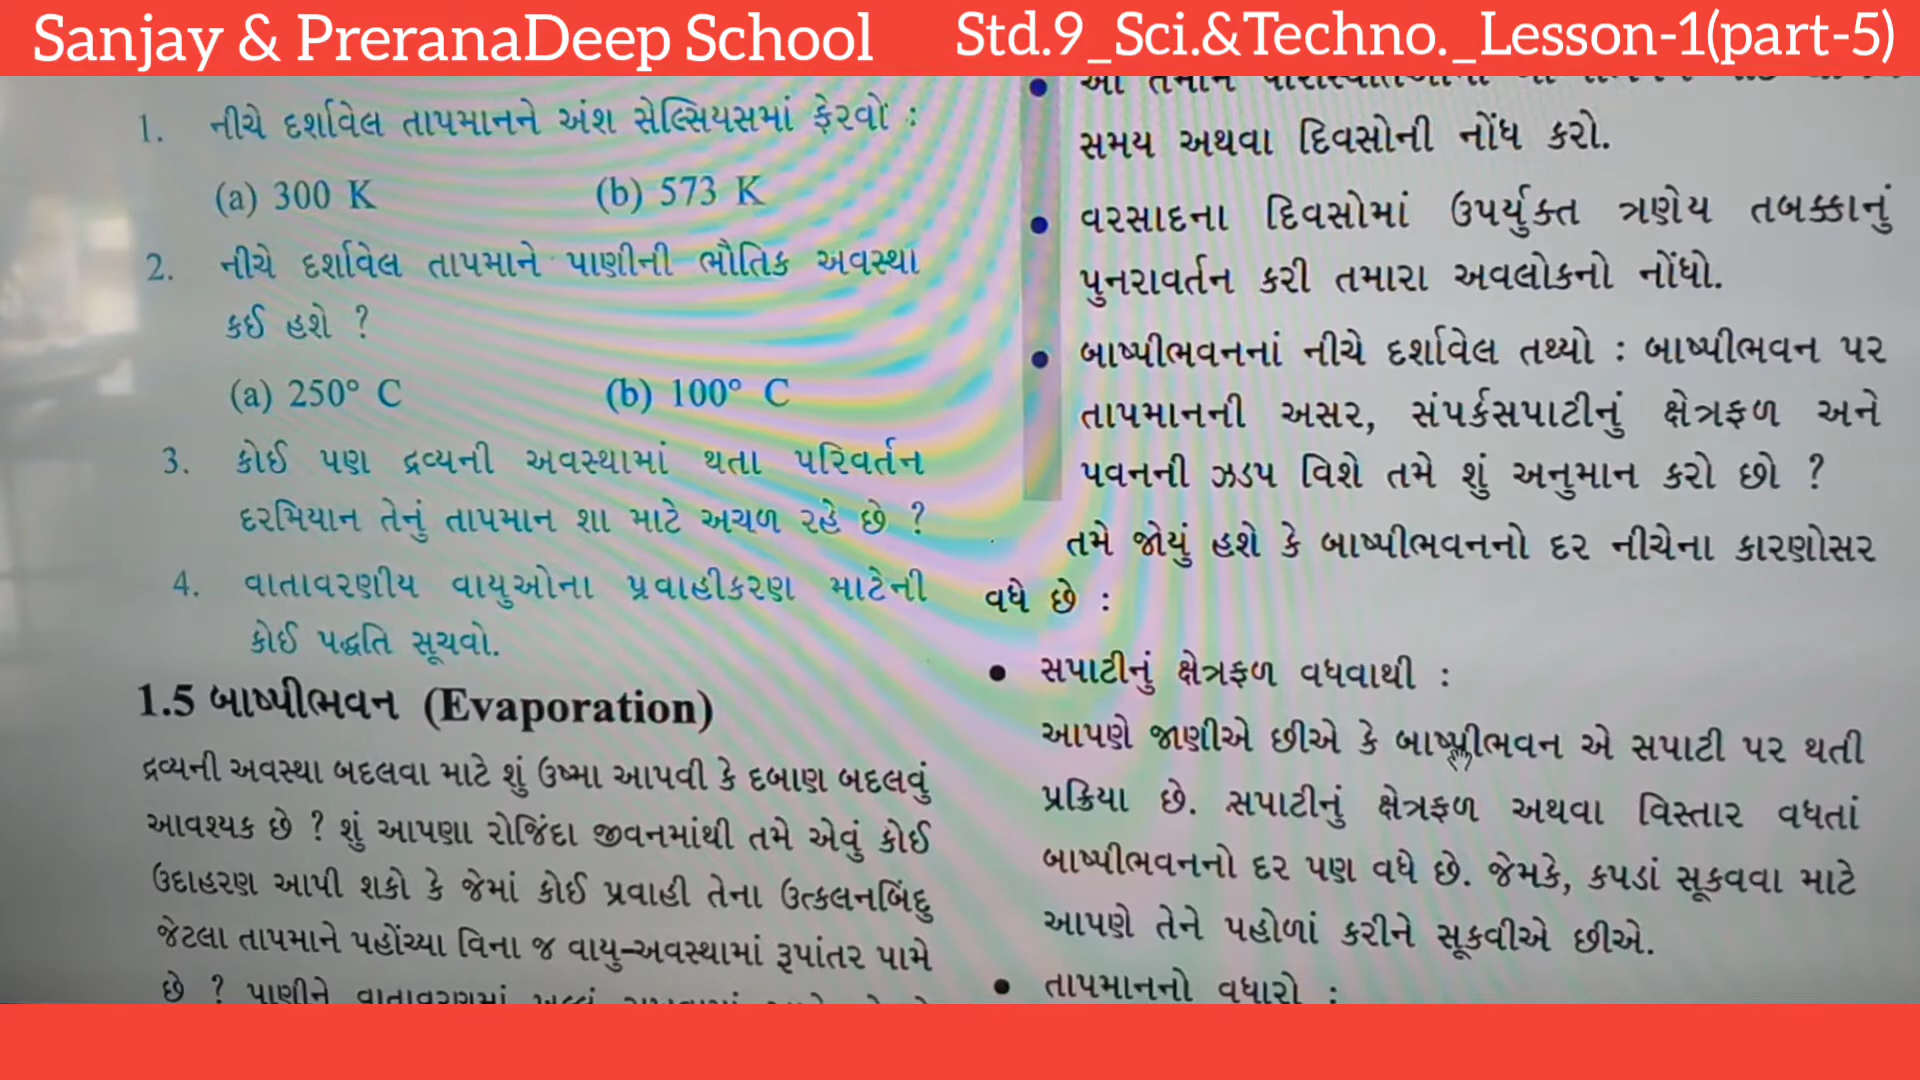 Sanjay & PreranaDeep School
Std.9_Sci.&Techno._Lesson-1(part-5)
1. નીચે દર્શાવેલ તાપમાનને અંશ સેલ્સિયસમાં ફેરવો :
(a) 300 K (b) 573 K
2. નીચે દર્શાવેલ તાપમાને પાણીની ભૌતિક અવસ્થા
કઈ હશે ?
(a) 250° C (b) 100° C
3. કોઈ પણ દ્રવ્યની અવસ્થામાં થતા પરિવર્તન
દરમિયાન તેનું તાપમાન શા માટે અચળ રહે છે ?
4. વાતાવરણીય વાયુઓના પ્રવાહીકરણ માટેની
કોઈ પદ્ધતિ સૂચવો.
1.5 બાષ્પીભવન (Evaporation)
દ્રવ્યની અવસ્થા બદલવા માટે શું ઉષ્મા આપવી કે દબાણ બદલવું
આવશ્યક છે ? શું આપણા રોજિંદા જીવનમાંથી તમે એવું કોઈ
ઉદાહરણ આપી શકો કે જેમાં કોઈ પ્રવાહી તેના ઉત્કલનબિંદુ
જેટલા તાપમાને પહોંચ્યા વિના જ વાયુ-અવસ્થામાં રૂપાંતર પામે
છે ? પાણીને વાતાવરણમાં
• આ તમામ
સમય અથવા દિવસોની નોંધ કરો.
• વરસાદના દિવસોમાં ઉપર્યુક્ત ત્રણેય તબક્કાનું
પુનરાવર્તન કરી તમારા અવલોકનો નોંધો.
• બાષ્પીભવનનાં નીચે દર્શાવેલ તથ્યો : બાષ્પીભવન પર
તાપમાનની અસર, સંપર્કસપાટીનું ક્ષેત્રફળ અને
પવનની ઝડપ વિશે તમે શું અનુમાન કરો છો ?
તમે જોયું હશે કે બાષ્પીભવનનો દર નીચેના કારણોસર
વધે છે :
• સપાટીનું ક્ષેત્રફળ વધવાથી :
આપણે જાણીએ છીએ કે બાષ્પીભવન એ સપાટી પર થતી
પ્રક્રિયા છે. સપાટીનું ક્ષેત્રફળ અથવા વિસ્તાર વધતાં
બાષ્પીભવનનો દર પણ વધે છે. જેમકે, કપડાં સૂકવવા માટે
આપણે તેને પહોળાં કરીને સૂકવીએ છીએ.
• તાપમાનનો વધારો :